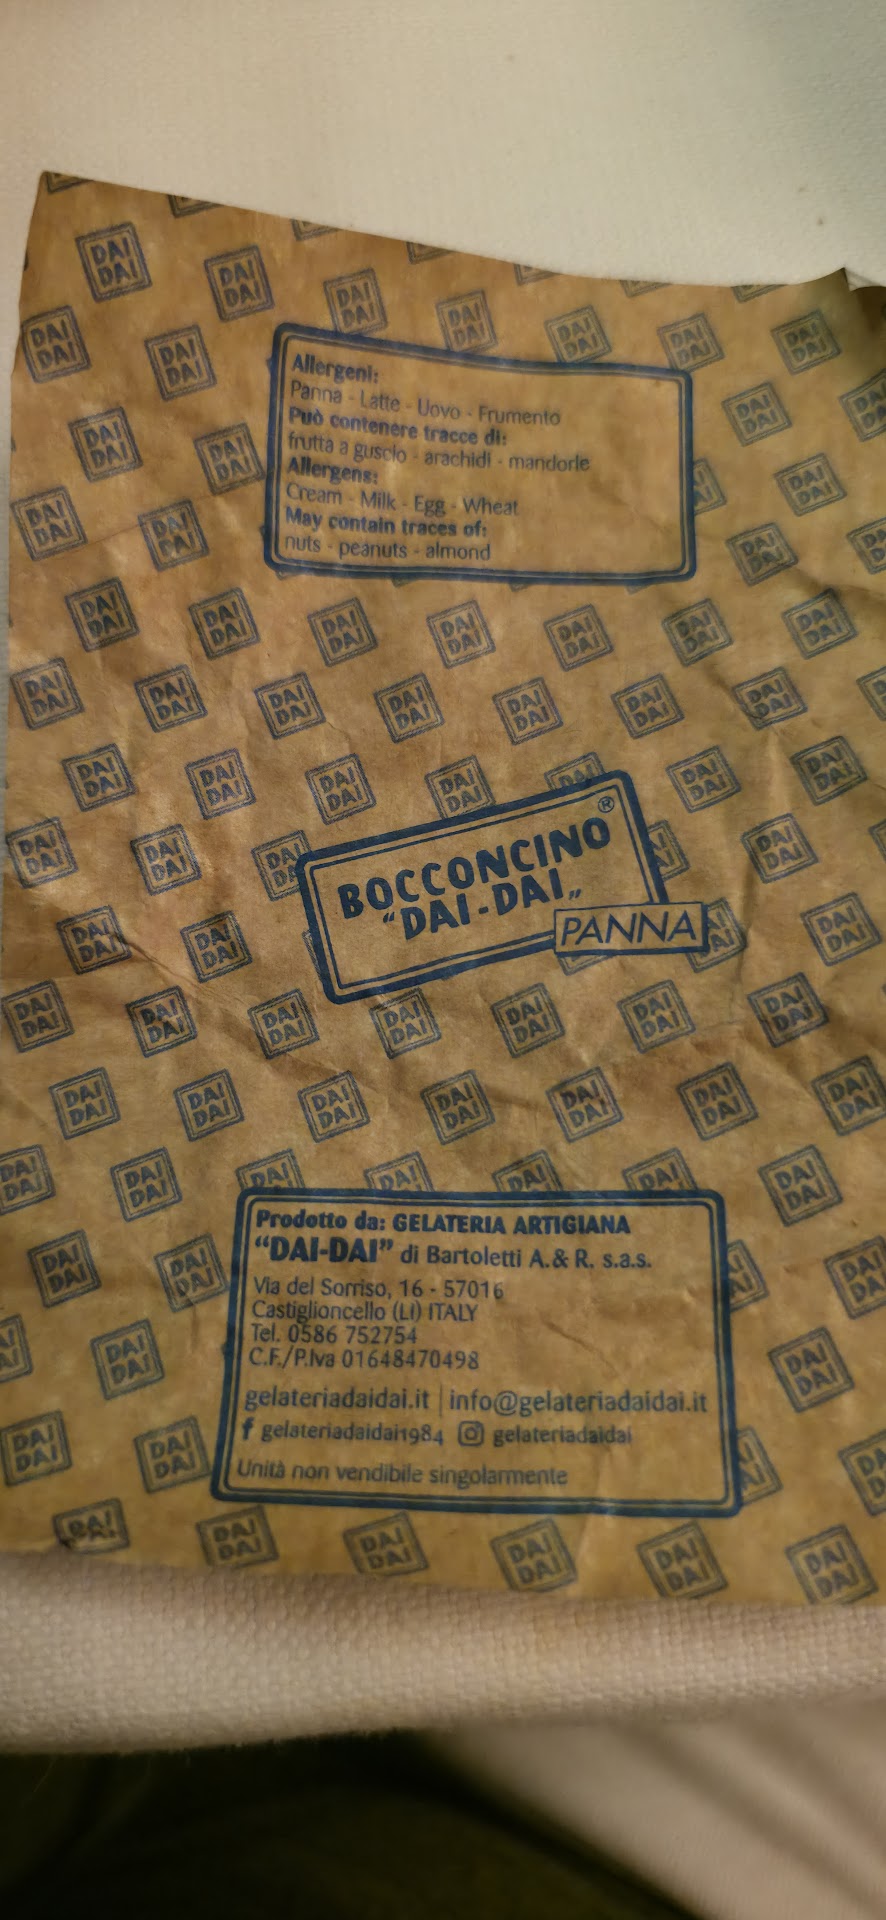 DAI DAI
Allergeni:
Panna - Latte - Uovo - Frumento
Può contenere tracce di:
frutta a guscio - arachidi - mandorle
Allergens:
Cream - Milk - Egg - Wheat
May contain traces of:
nuts - peanuts - almond
BOCCONCINO®
"DAI-DAI"
PANNA
Prodotto da: GELATERIA ARTIGIANA
"DAI-DAI" di Bartoletti A.& R. s.a.s.
Via del Sorriso, 16 - 57016
Castiglioncello (LI) ITALY
Tel. 0586 752754
C.F./P.Iva 01648470498
gelateriadaidai.it | info@gelateriadaidai.it
f gelateriadaidai1984 gelateriadaidai
Unità non vendibile singolarmente